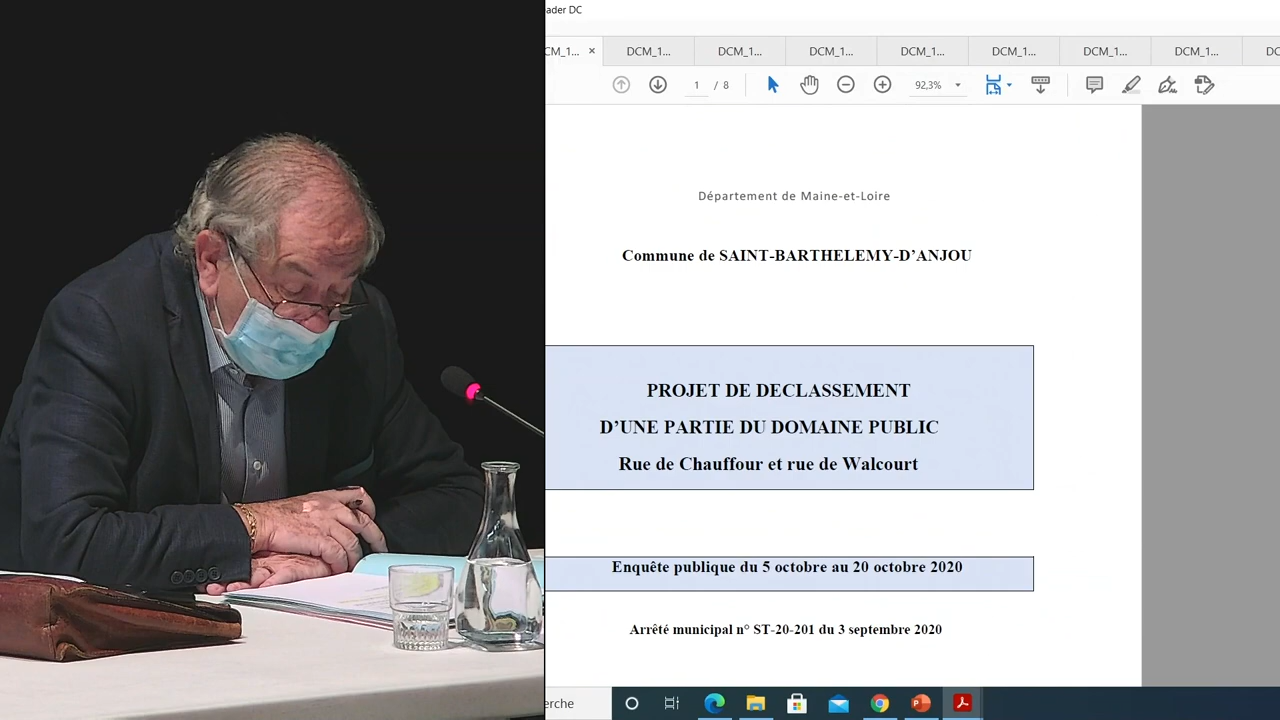 ader DC
CM_1... × DCM_1... DCM_1... DCM_1... DCM_1... DCM_1... DCM_1... DCM_1... DC
1 / 8 92,3%
Département de Maine-et-Loire
Commune de SAINT-BARTHELEMY-D’ANJOU
PROJET DE DECLASSEMENT
D’UNE PARTIE DU DOMAINE PUBLIC
Rue de Chauffour et rue de Walcourt
Enquête publique du 5 octobre au 20 octobre 2020
Arrêté municipal n° ST-20-201 du 3 septembre 2020
erche